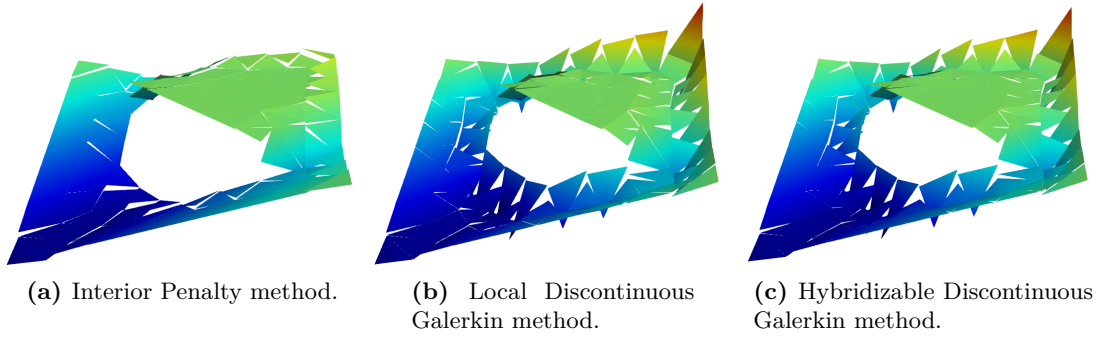 (a) Interior Penalty method.
(b) Local Discontinuous
Galerkin method.
(c) Hybridizable Discontinuous
Galerkin method.